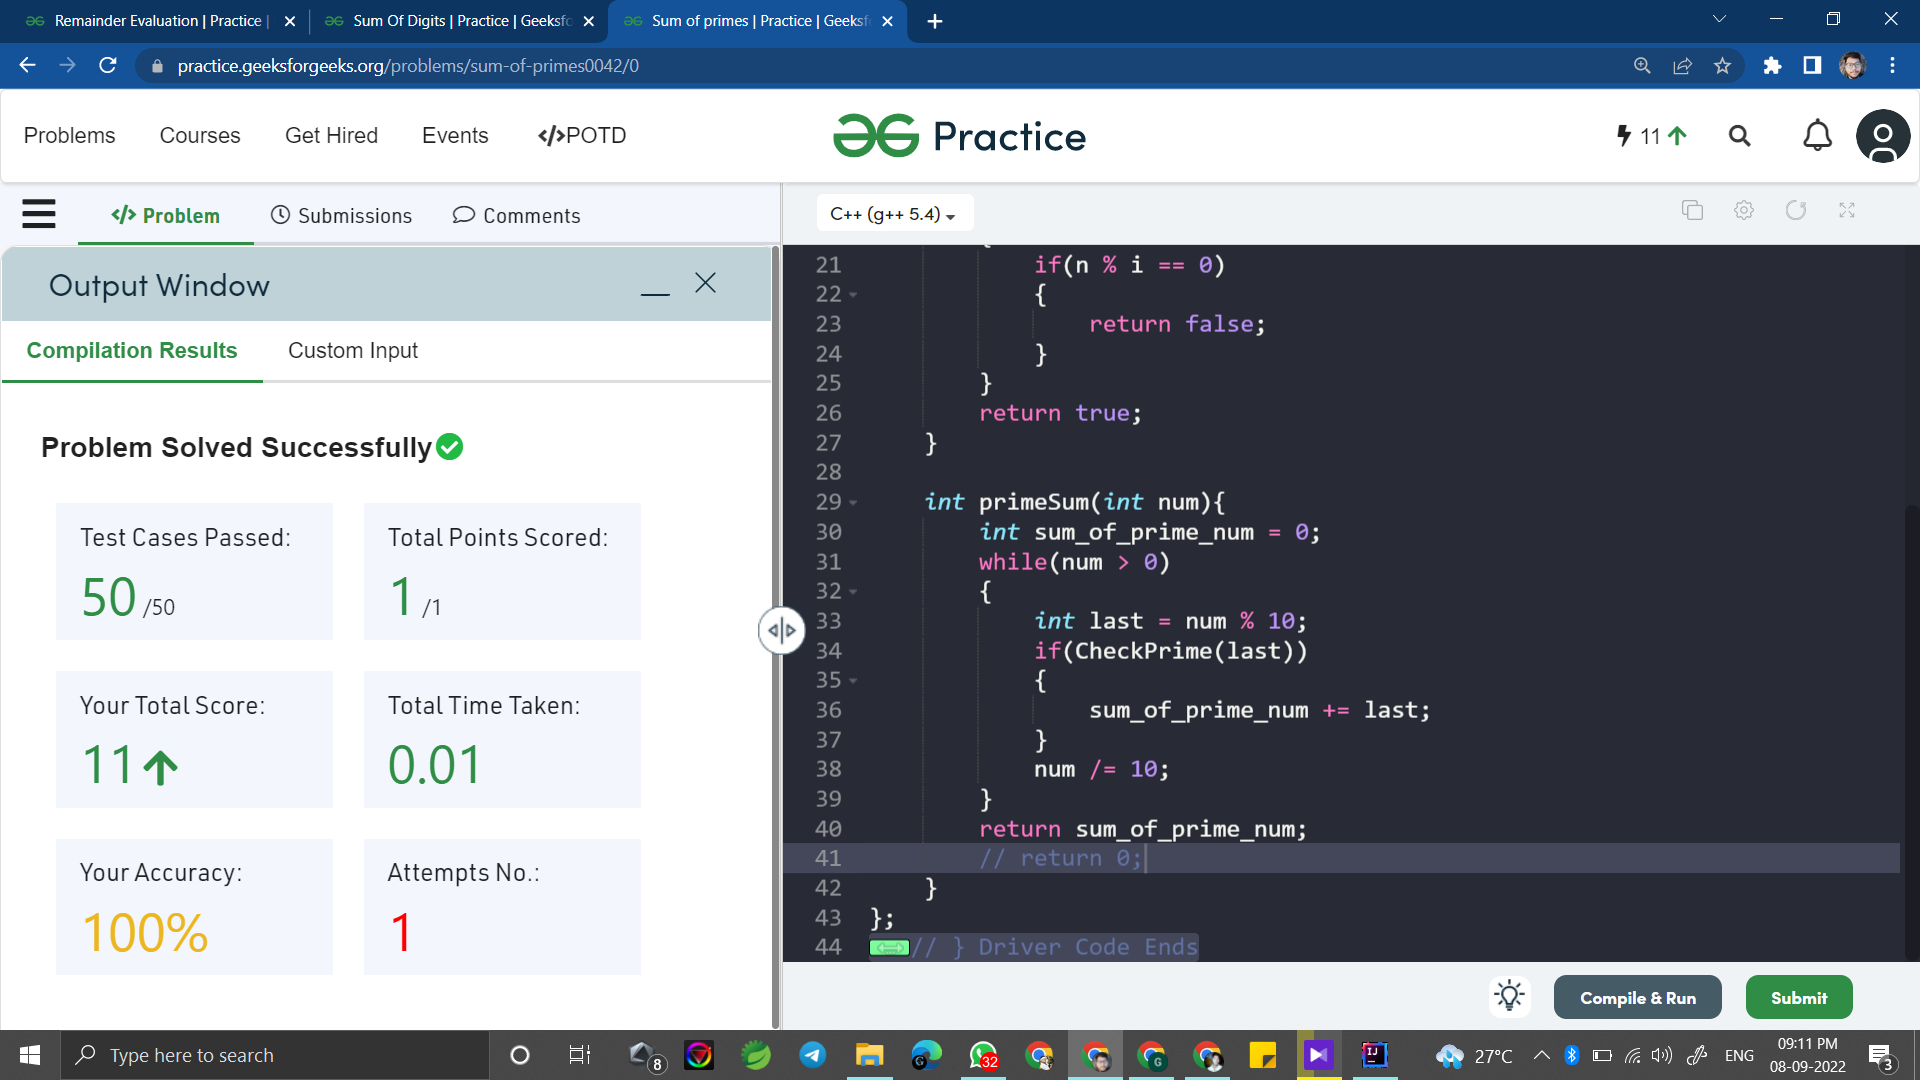 Remainder Evaluation | Practice |
Sum Of Digits | Practice | Geeksfo
Sum of primes | Practice | Geeksf
practice.geeksforgeeks.org/problems/sum-of-primes0042/0
Problems Courses Get Hired Events </>POTD
Practice
11
</> Problem Submissions Comments
C++ (g++ 5.4)
Output Window
Compilation Results Custom Input
Problem Solved Successfully
Test Cases Passed:
50 /50
Total Points Scored:
1 /1
Your Total Score:
11
Total Time Taken:
0.01
Your Accuracy:
100%
Attempts No.:
1
21 if(n % i == 0)
22 {
23 return false;
24 }
25 }
26 return true;
27 }
28
29 int primeSum(int num){
30 int sum_of_prime_num = 0;
31 while(num > 0)
32 {
33 int last = num % 10;
34 if(CheckPrime(last))
35 {
36 sum_of_prime_num += last;
37 }
38 num /= 10;
39 }
40 return sum_of_prime_num;
41 // return 0;
42 }
43 };
44 // } Driver Code Ends
Compile & Run
Submit
Type here to search
8
32
G
IJ
27°C
ENG
09:11 PM
08-09-2022
3